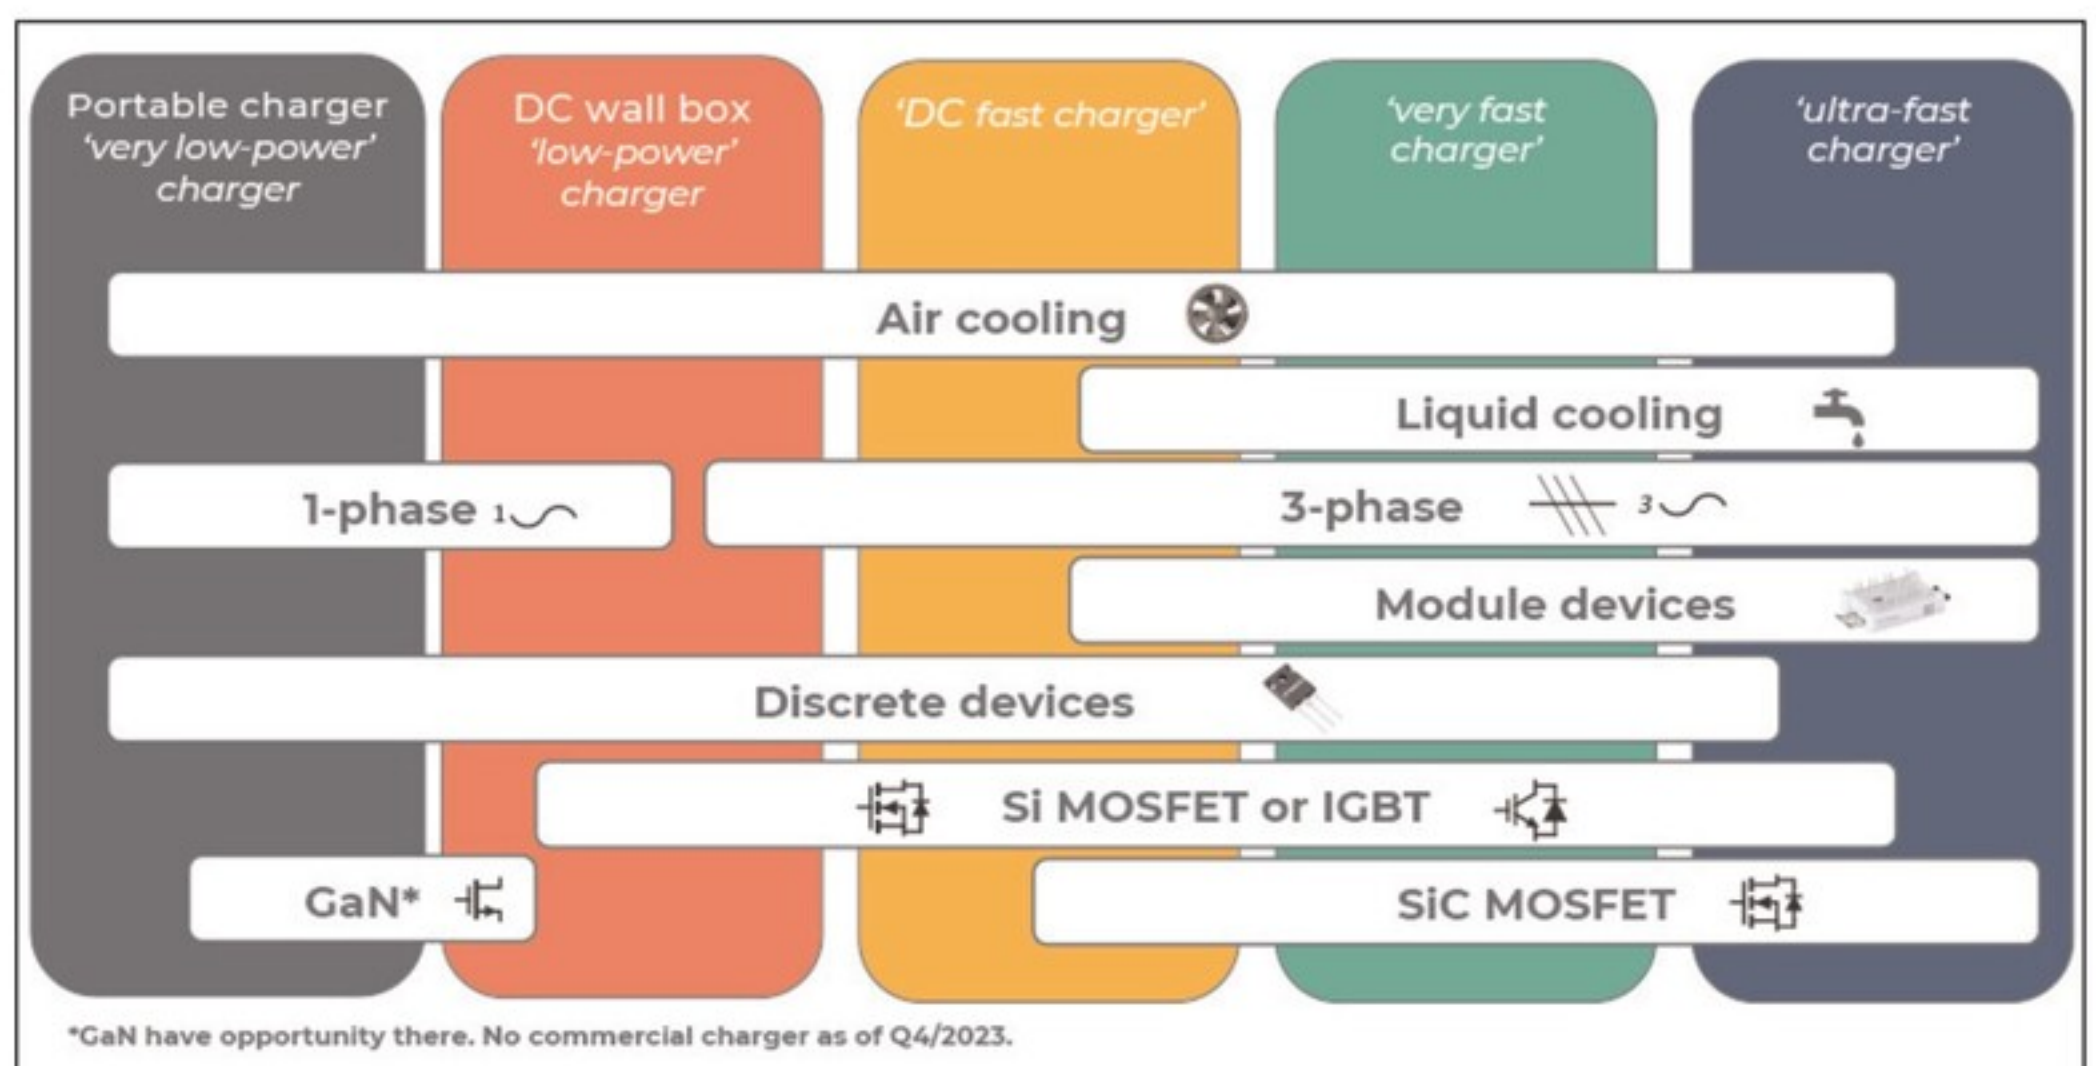 Portable charger
‘very low-power’
charger
DC wall box
‘low-power’
charger
‘DC fast charger’
‘very fast
charger’
‘ultra-fast
charger’
Air cooling
Liquid cooling
1-phase 1
3-phase 3
Module devices
Discrete devices
Si MOSFET or IGBT
GaN*
SiC MOSFET
*GaN have opportunity there. No commercial charger as of Q4/2023.